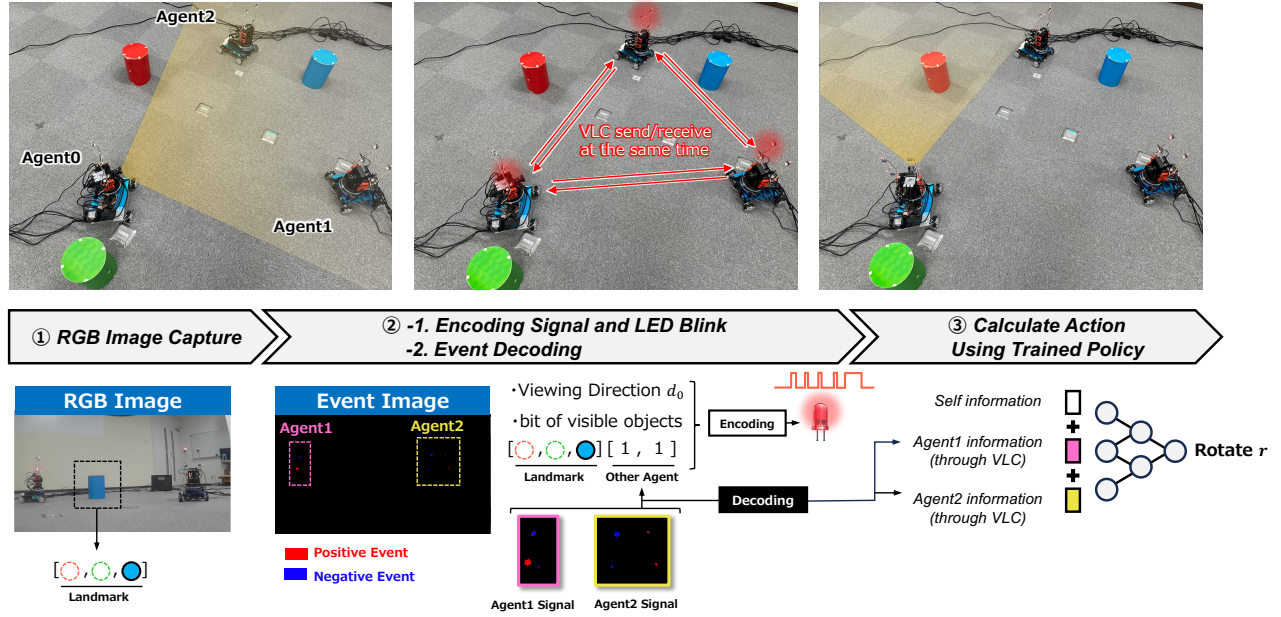 Agent2
Agent0
Agent1
VLC send/receive
at the same time
① RGB Image Capture
② -1. Encoding Signal and LED Blink
-2. Event Decoding
③ Calculate Action
Using Trained Policy
RGB Image
[ , , ]
Landmark
Event Image
Agent1
Agent2
Positive Event
Negative Event
・Viewing Direction d₀
・bit of visible objects
[ , , ] [ 1 , 1 ]
Landmark
Other Agent
Encoding
Decoding
Agent1 Signal
Agent2 Signal
Self information
+
Agent1 information
(through VLC)
+
Agent2 information
(through VLC)
Rotate r